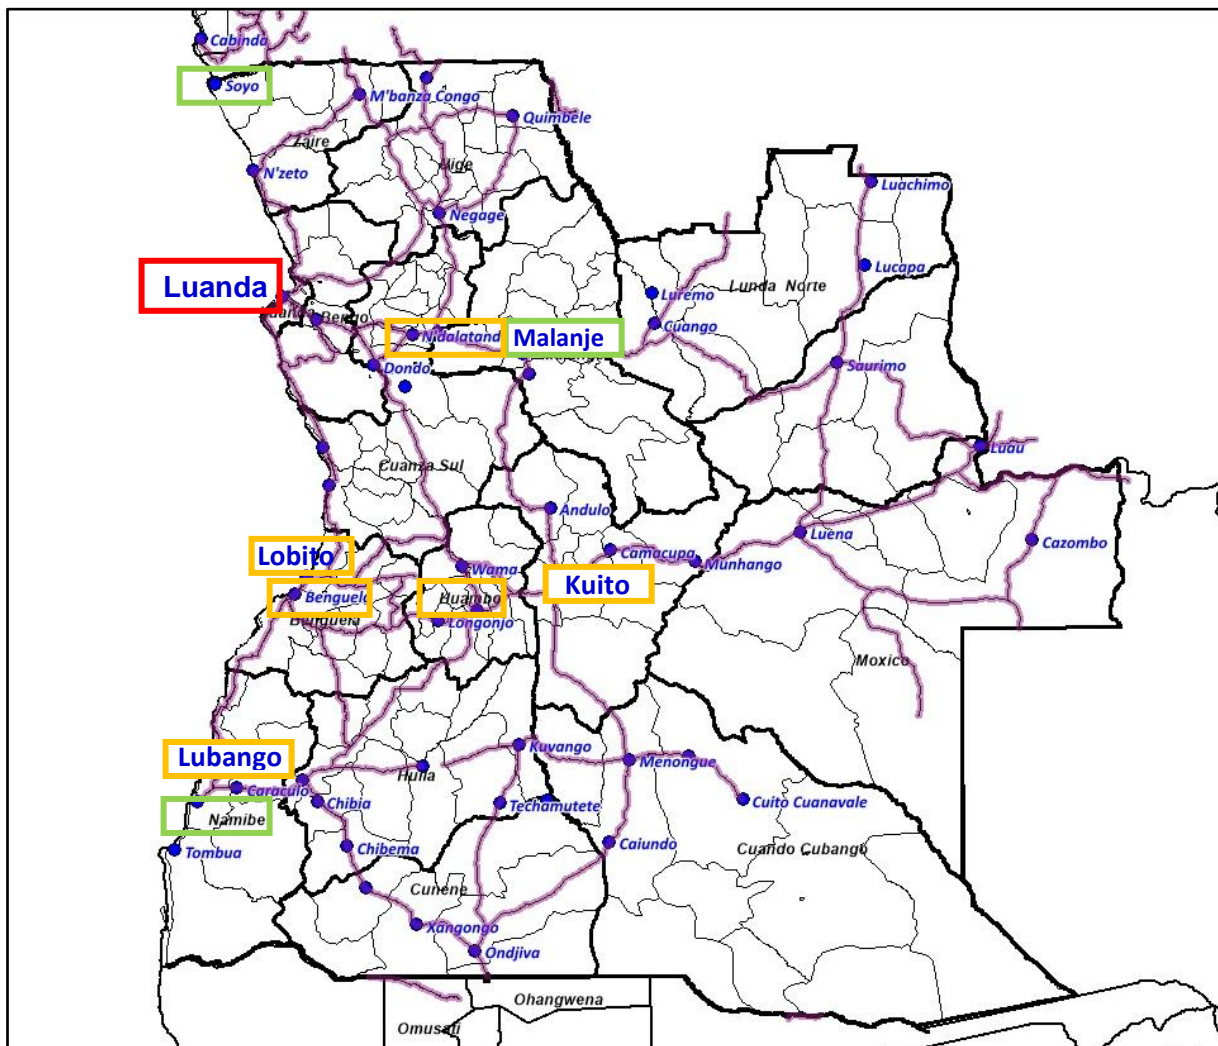 Cabinda
Soyo
M'banza Congo
Quimbele
Zaire
Uige
N'zeto
Luachimo
Negage
Lucapa
Luanda
Luremo
Lunda Norte
Bengo
Cuango
N'dalatand
Malanje
Dondo
Saurimo
Cuanza Sul
Luau
Andulo
Luena
Cazombo
Lobito
Camacupa
Munhango
Wama
Kuito
Benguela
Huambo
Benguela
Longonjo
Moxico
Kuvango
Lubango
Menongue
Huila
Caraculo
Chibia
Techamutete
Cuito Cuanavale
Namibe
Tombua
Chibema
Caiundo
Cuando Cubango
Cunene
Xangongo
Ondjiva
Ohangwena
Omusati